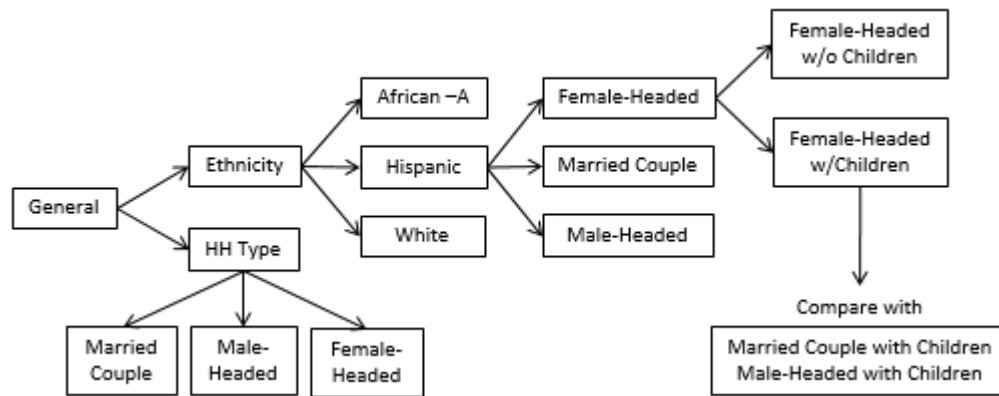 General
Ethnicity
HH Type
Married
Couple
Male-
Headed
Female-
Headed
African –A
Hispanic
White
Female-Headed
Married Couple
Male-Headed
Female-Headed
w/o Children
Female-Headed
w/Children
Compare with
Married Couple with Children
Male-Headed with Children